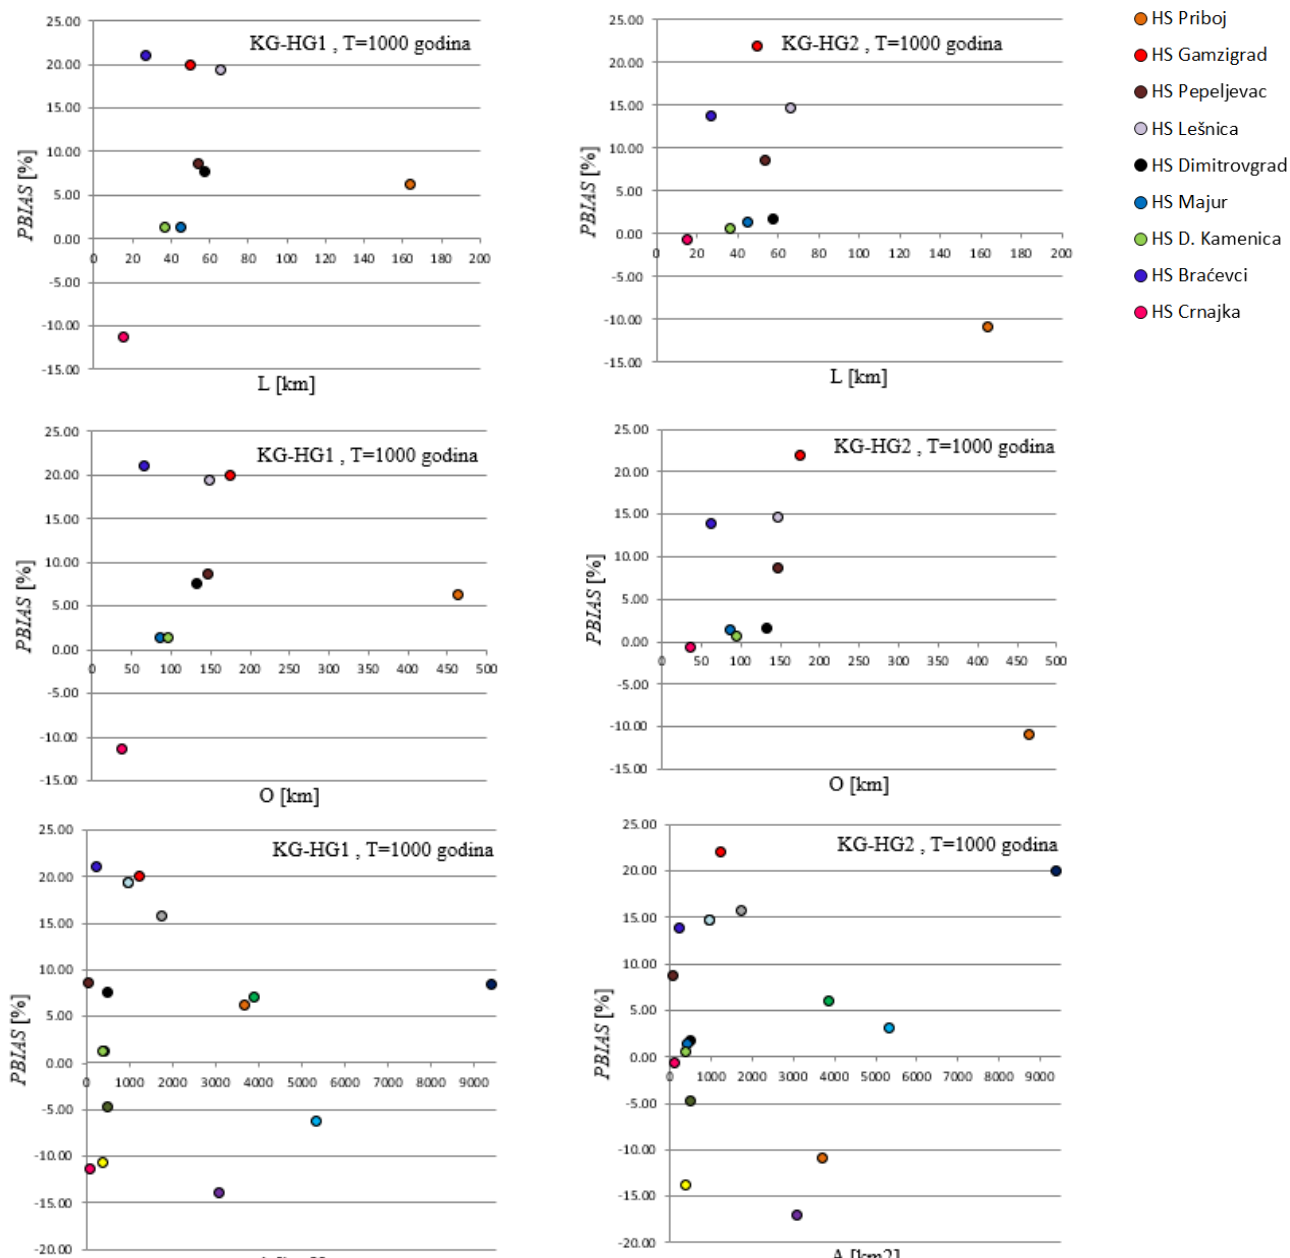 25.00
20.00
15.00
10.00
5.00
0.00
-5.00
-10.00
-15.00
KG-HG1 , T=1000 godina
PBIAS [%]
0 20 40 60 80 100 120 140 160 180 200
L [km]
25.00
20.00
15.00
10.00
5.00
0.00
-5.00
-10.00
-15.00
KG-HG2 , T=1000 godina
PBIAS [%]
0 20 40 60 80 100 120 140 160 180 200
L [km]
HS Priboj
HS Gamzigrad
HS Pepeljevac
HS Lešnica
HS Dimitrovgrad
HS Majur
HS D. Kamenica
HS Braćevci
HS Crnajka
25.00
20.00
15.00
10.00
5.00
0.00
-5.00
-10.00
-15.00
KG-HG1 , T=1000 godina
PBIAS [%]
0 50 100 150 200 250 300 350 400 450 500
O [km]
25.00
20.00
15.00
10.00
5.00
0.00
-5.00
-10.00
-15.00
KG-HG2 , T=1000 godina
PBIAS [%]
0 50 100 150 200 250 300 350 400 450 500
O [km]
25.00
20.00
15.00
10.00
5.00
0.00
-5.00
-10.00
-15.00
-20.00
KG-HG1 , T=1000 godina
PBIAS [%]
0 1000 2000 3000 4000 5000 6000 7000 8000 9000
25.00
20.00
15.00
10.00
5.00
0.00
-5.00
-10.00
-15.00
-20.00
KG-HG2 , T=1000 godina
PBIAS [%]
0 1000 2000 3000 4000 5000 6000 7000 8000 9000
A [km2]